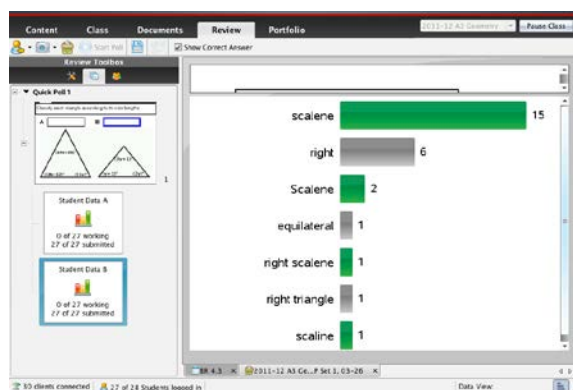 Content Class Documents Review Portfolio
2011-12 A3 Geometry Pause Class
Start Poll Show Correct Answer
Review Toolbox
Quick Poll 1
A B
1
Student Data A
0 of 27 working
27 of 27 submitted
Student Data B
0 of 27 working
27 of 27 submitted
scalene 15
right 6
Scalene 2
equilateral 1
right scalene 1
right triangle 1
scaline 1
BR 4.3 2011-12 A3 Ge...P Set 1, 03-26
30 clients connected 27 of 28 Students logged in Data View: